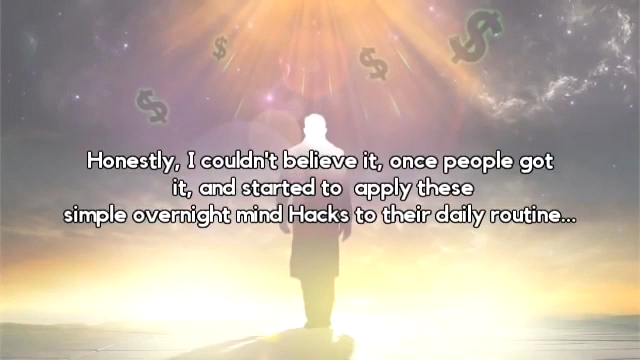 Honestly, I couldn't believe it, once people got
it, and started to  apply these
simple overnight mind Hacks to their daily routine...